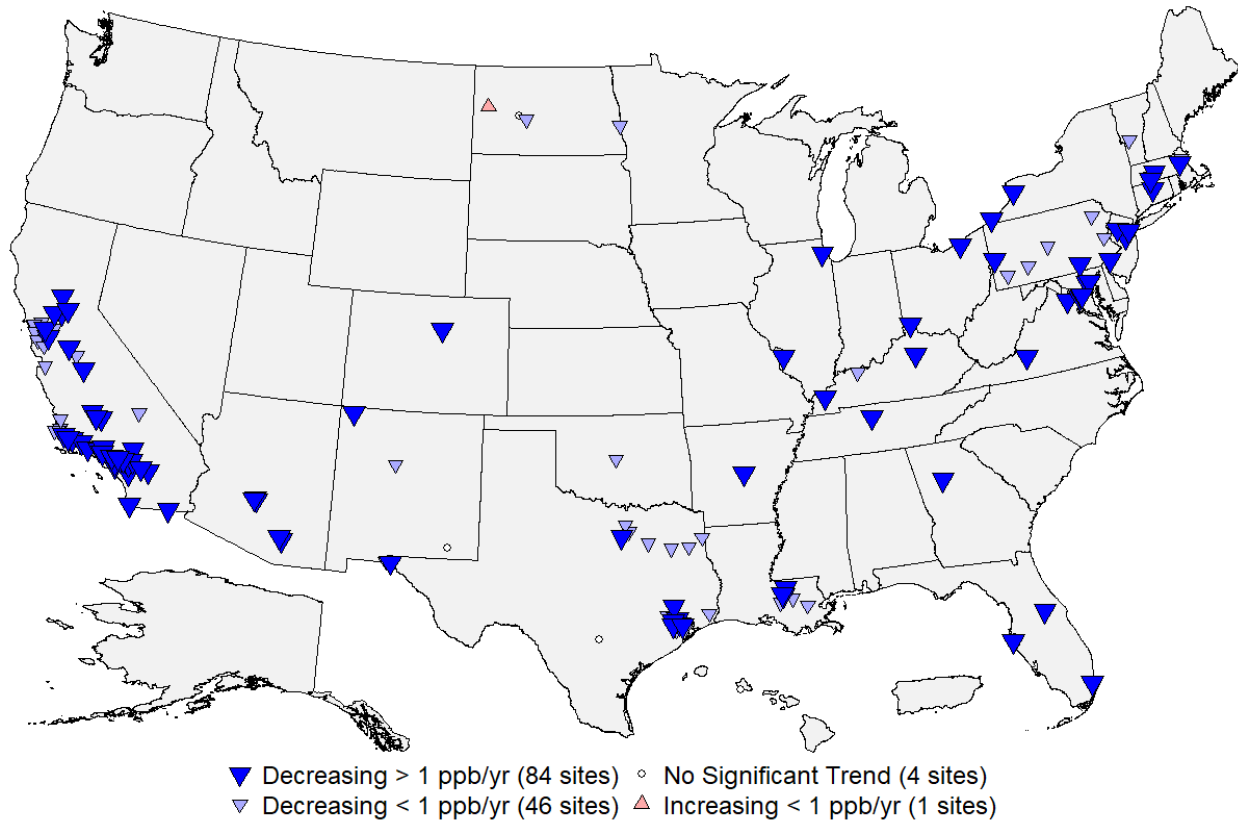 Decreasing > 1 ppb/yr (84 sites) No Significant Trend (4 sites)
Decreasing < 1 ppb/yr (46 sites) Increasing < 1 ppb/yr (1 sites)